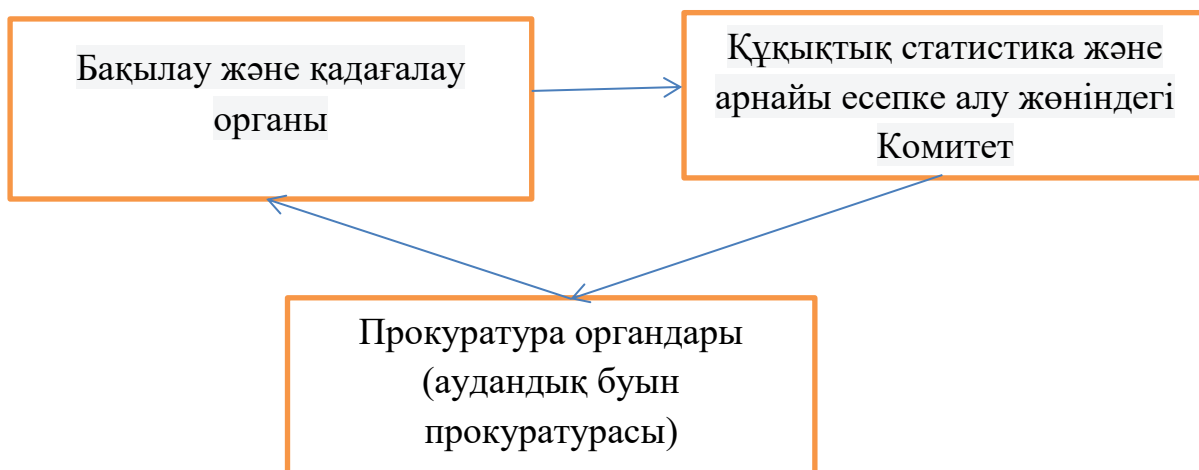 Бақылау және қадағалау
органы
Құқықтық статистика және
арнайы есепке алу жөніндегі
Комитет
Прокуратура органдары
(аудандық буын
прокуратурасы)